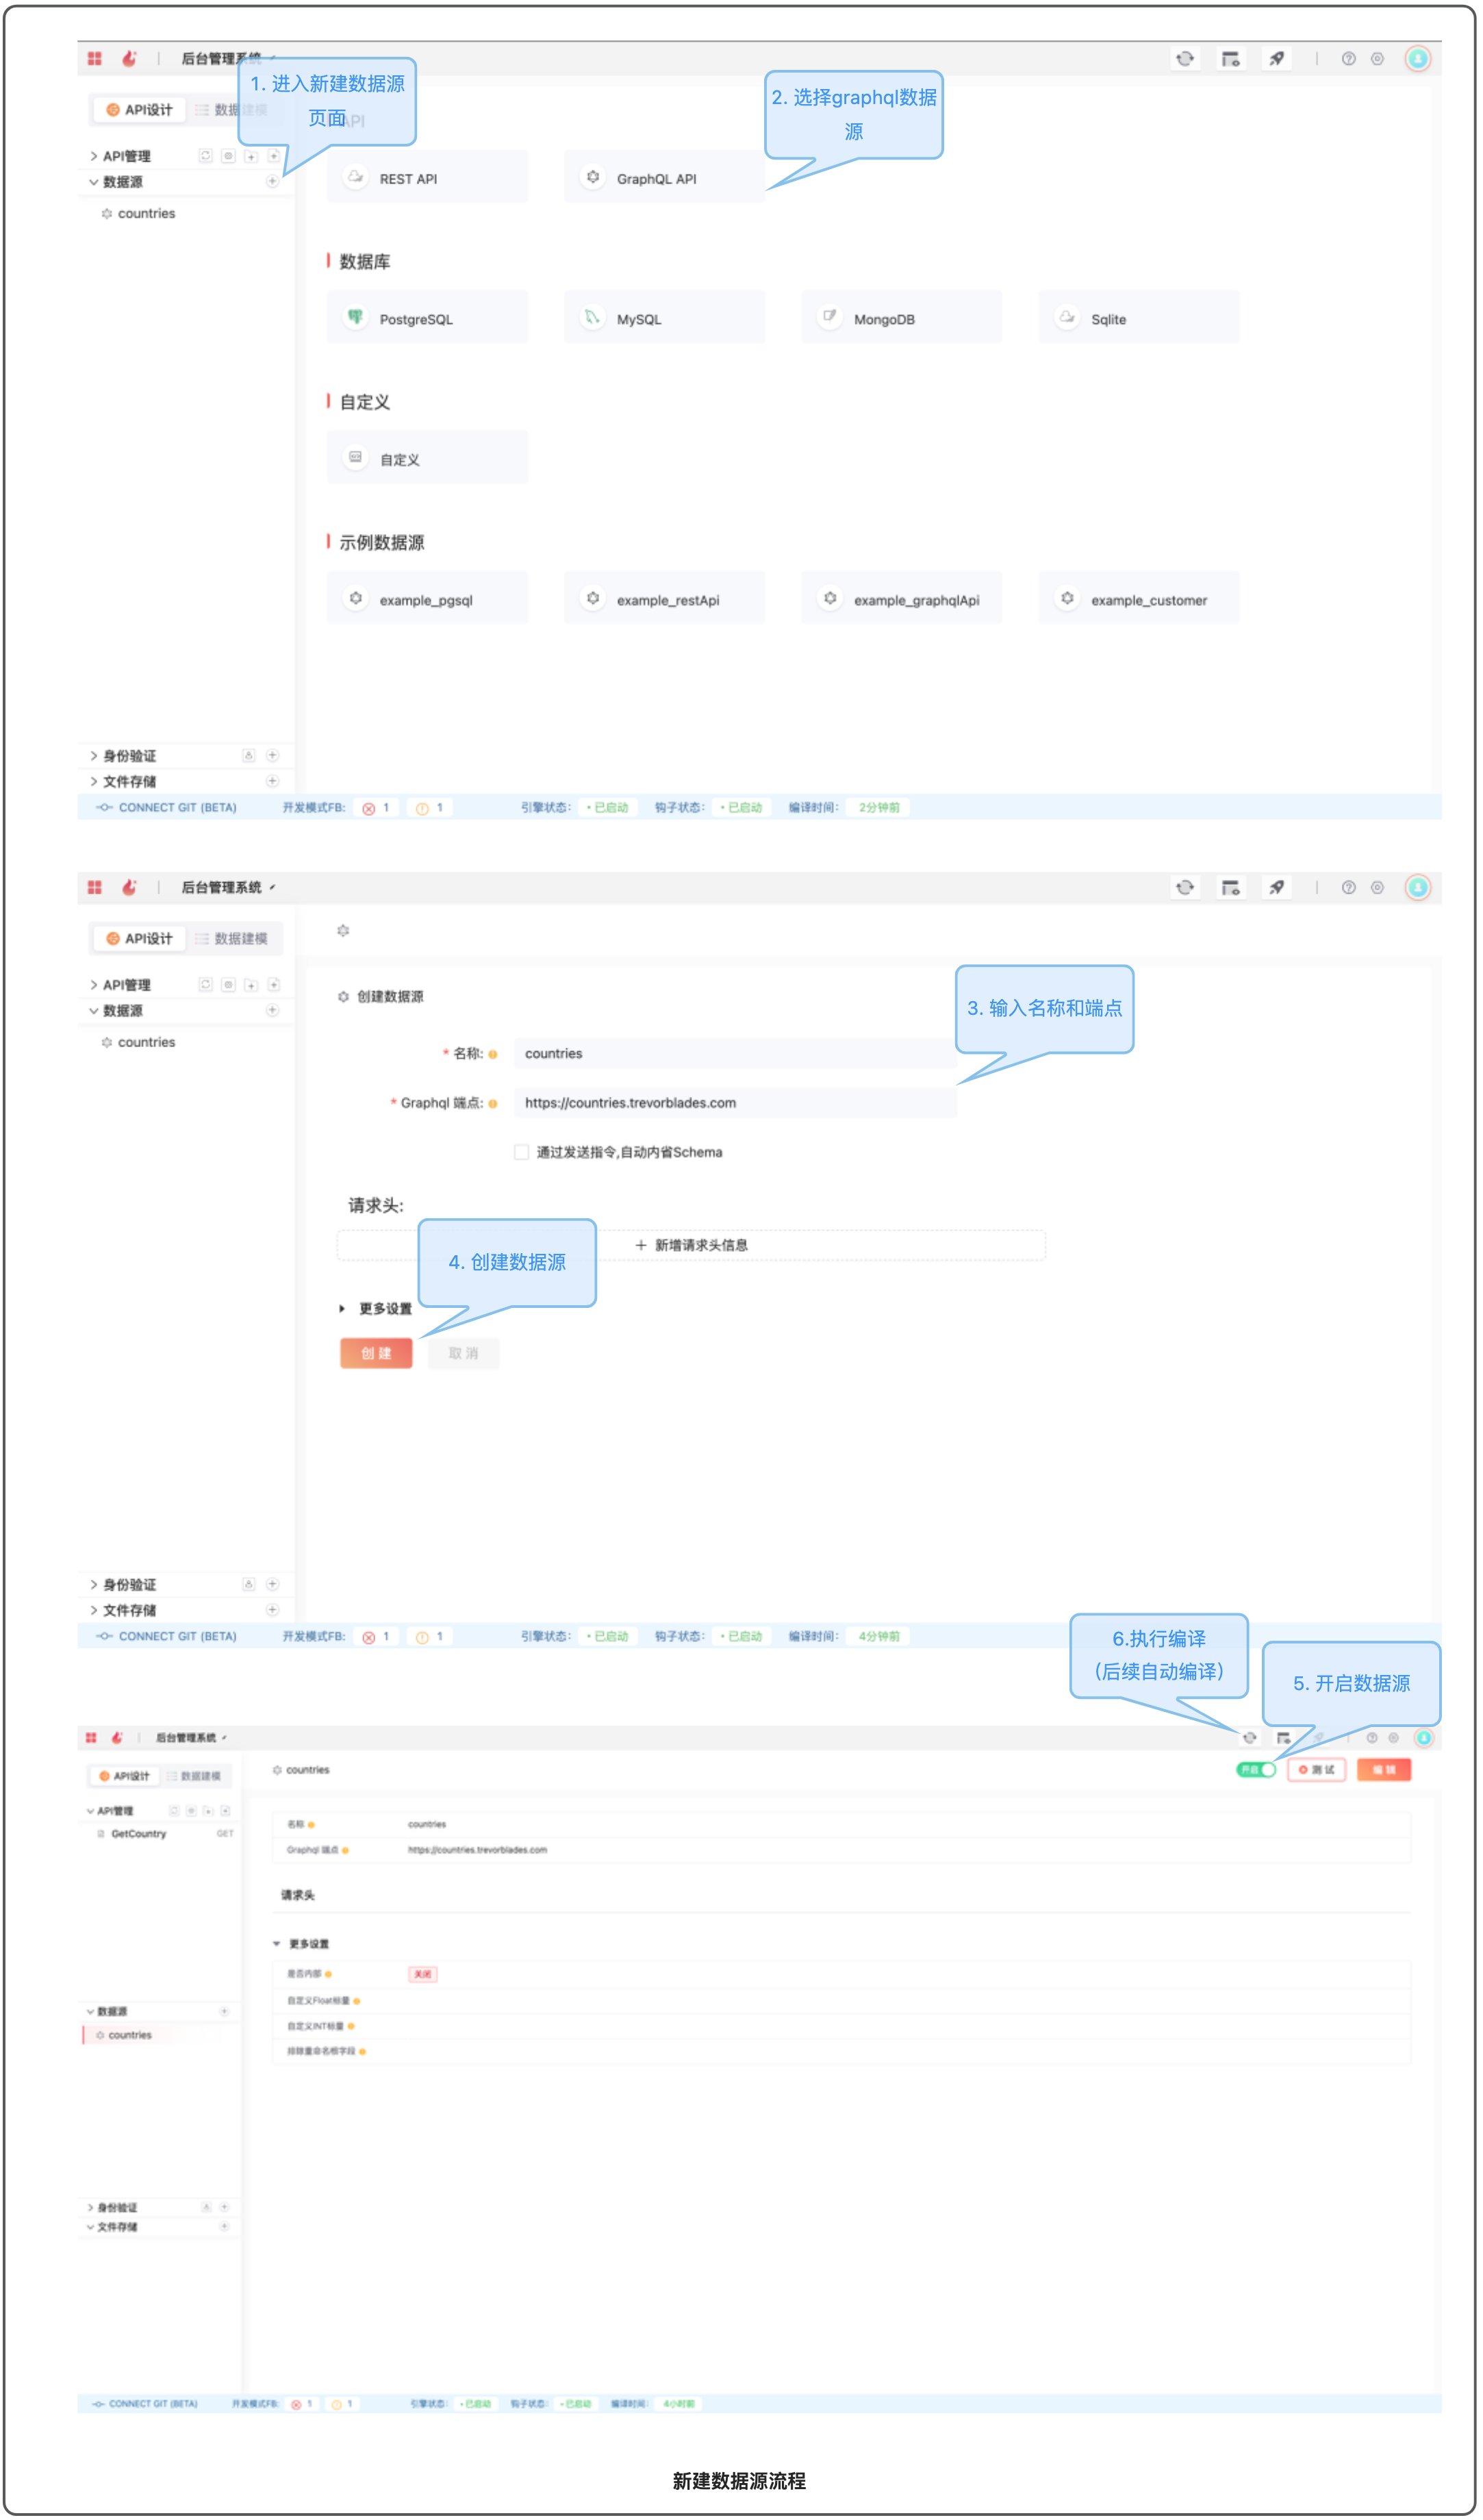 后台管理系统
1. 进入新建数据源
页面
2. 选择graphql数据
源
API设计
数据建模
API
API管理
数据源
countries
REST API
GraphQL API
数据库
PostgreSQL
MySQL
MongoDB
Sqlite
自定义
自定义
示例数据源
example_pgsql
example_restApi
example_graphqlApi
example_customer
身份验证
文件存储
CONNECT GIT (BETA) 开发模式FB: 1 1 引擎状态: 已启动 钩子状态: 已启动 编译时间: 2分钟前
后台管理系统
API设计
数据建模
API管理
数据源
countries
创建数据源
3. 输入名称和端点
* 名称: countries
* Graphql 端点: https://countries.trevorblades.com
通过发送指令,自动内省Schema
请求头:
+ 新增请求头信息
4. 创建数据源
更多设置
创建
取消
身份验证
文件存储
CONNECT GIT (BETA) 开发模式FB: 1 1 引擎状态: 已启动 钩子状态: 已启动 编译时间: 4分钟前
6.执行编译
(后续自动编译)
5. 开启数据源
后台管理系统
API设计
数据建模
countries
开启
测试
编辑
API管理
GetCountry GET
名称 countries
Graphql 端点 https://countries.trevorblades.com
请求头
更多设置
是否内部 关闭
自定义Float标量
自定义INT标量
排除重命名根字段
数据源
countries
身份验证
文件存储
CONNECT GIT (BETA) 开发模式FB: 1 1 引擎状态: 已启动 钩子状态: 已启动 编译时间: 4小时前
新建数据源流程